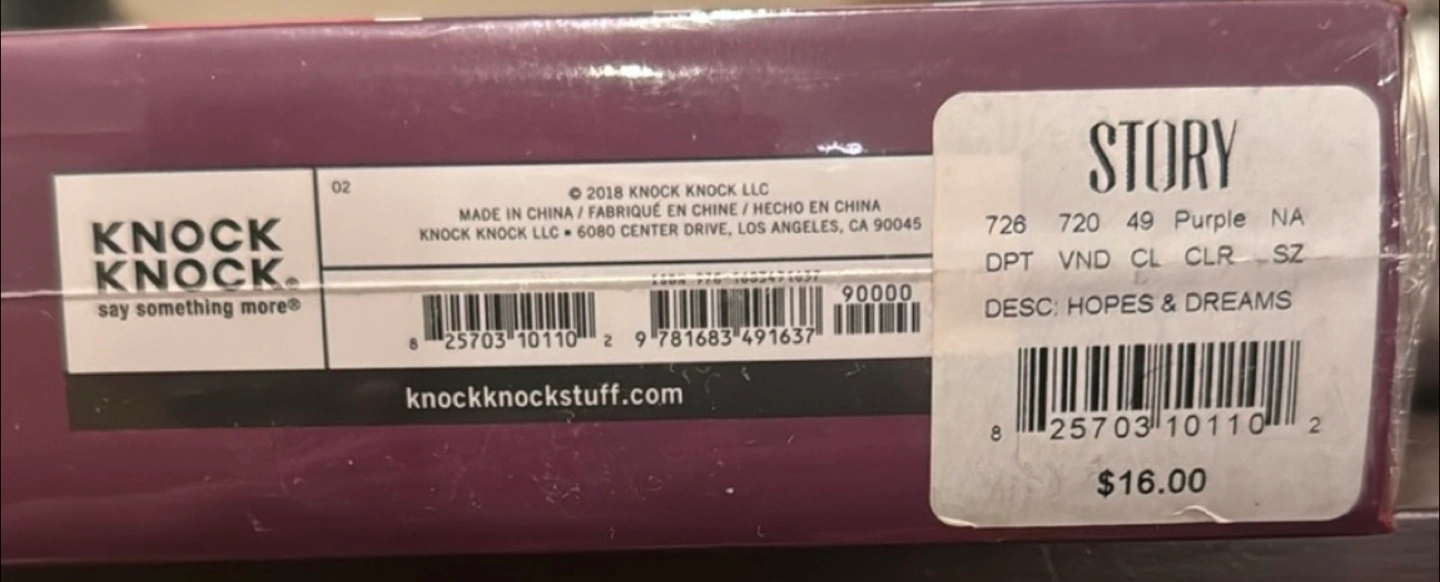 KNOCK
KNOCK®
say something more®
02
© 2018 KNOCK KNOCK LLC
MADE IN CHINA / FABRIQUÉ EN CHINE / HECHO EN CHINA
KNOCK KNOCK LLC • 6080 CENTER DRIVE, LOS ANGELES, CA 90045
8 25703 10110 2
9 781683 491637
90000
knockknockstuff.com
STORY
726 720 49 Purple NA
DPT VND CL CLR SZ
DESC: HOPES & DREAMS
8 25703 10110 2
$16.00